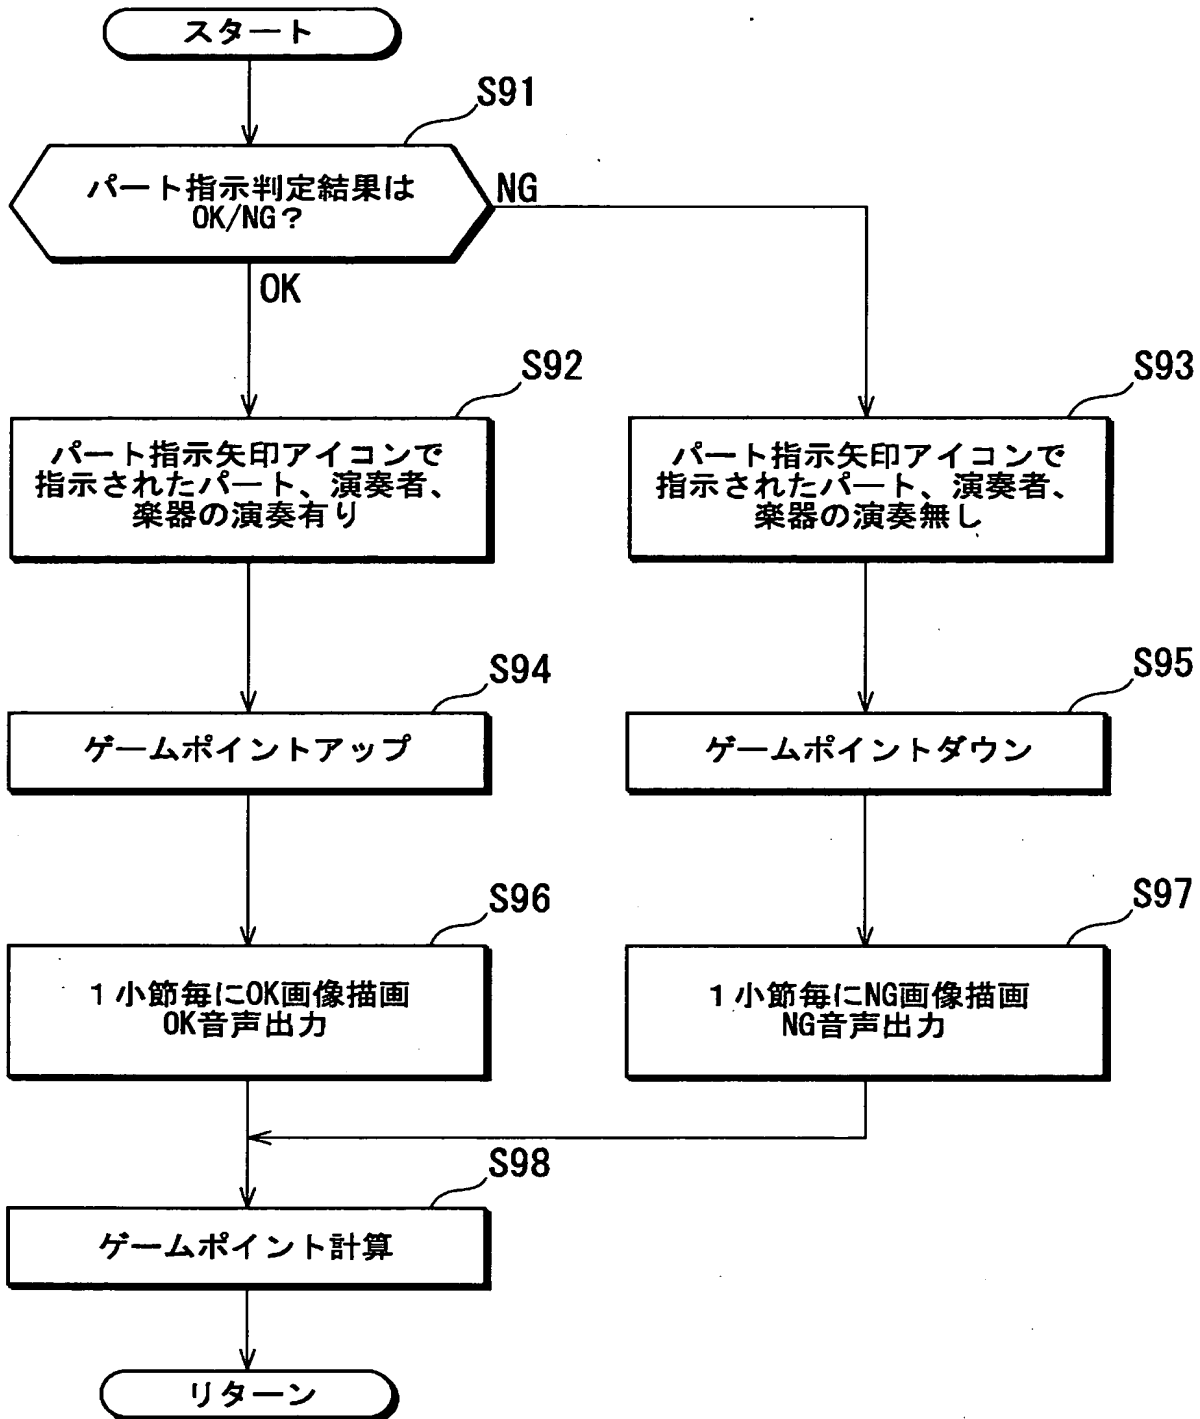 スタート
S91
パート指示判定結果は
OK/NG?
NG
OK
S92
パート指示矢印アイコンで
指示されたパート、演奏者、
楽器の演奏有り
S93
パート指示矢印アイコンで
指示されたパート、演奏者、
楽器の演奏無し
S94
ゲームポイントアップ
S95
ゲームポイントダウン
S96
1小節毎にOK画像描画
OK音声出力
S97
1小節毎にNG画像描画
NG音声出力
S98
ゲームポイント計算
リターン